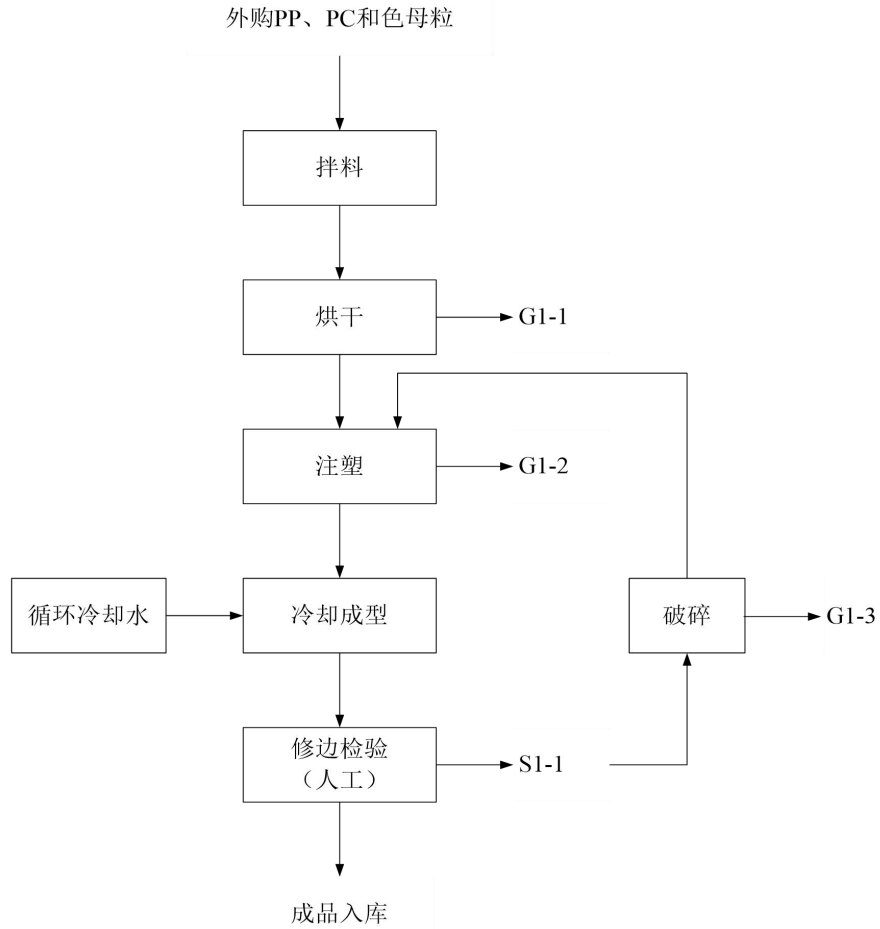 外购PP、PC和色母粒
拌料
烘干
G1-1
注塑
G1-2
循环冷却水
冷却成型
破碎
G1-3
修边检验
（人工）
S1-1
成品入库